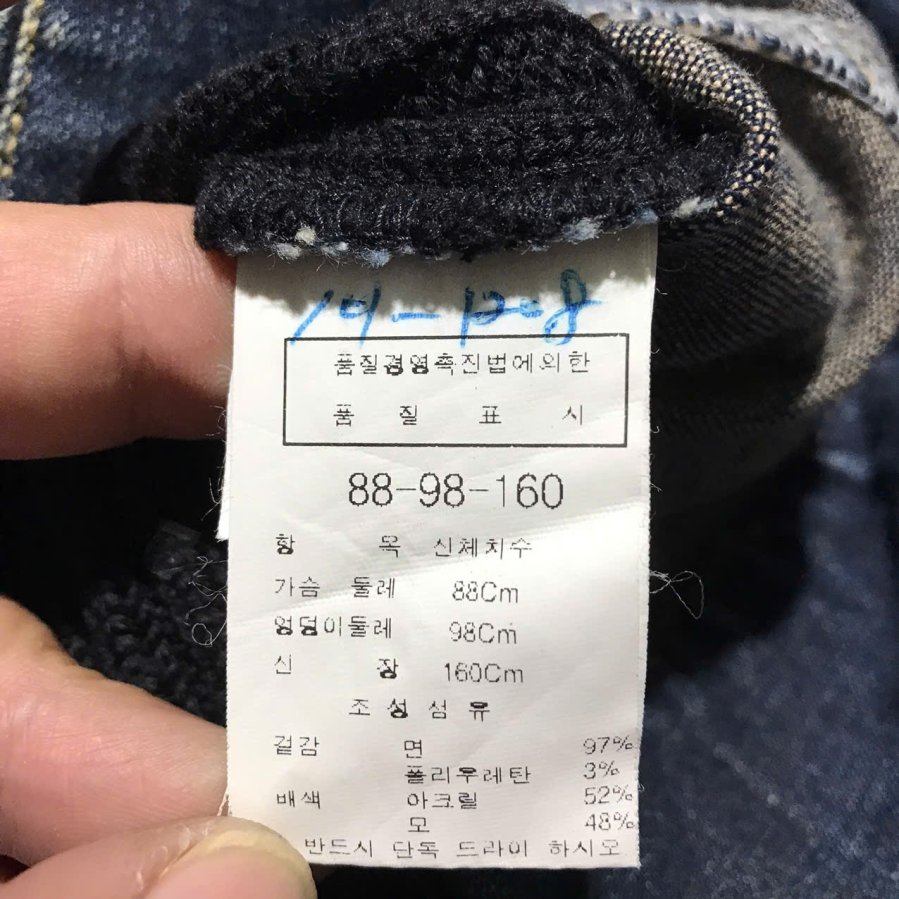 19-12-8
품질경영촉진법에의한
품 질 표 시
88-98-160
항 목 신체치수
가슴 둘레 88Cm
엉덩이둘레 98Cm
신 장 160Cm
조 성 섬 유
겉감 면 97%
폴리우레탄 3%
배색 아크릴 52%
모 48%
반드시 단독 드라이 하시오